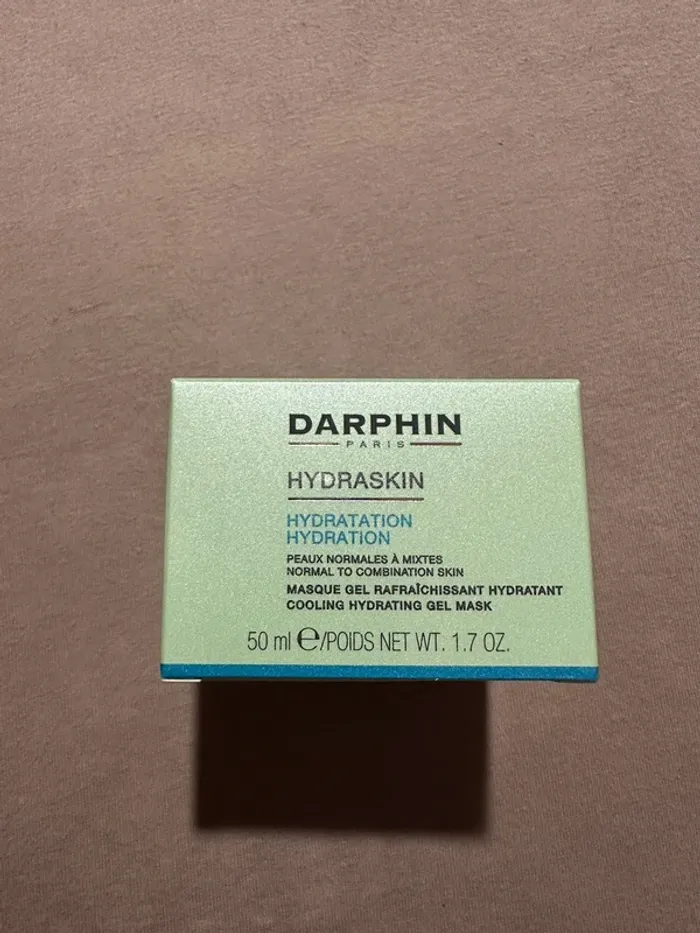 DARPHIN
PARIS
HYDRASKIN
HYDRATATION
HYDRATION
PEAUX NORMALES À MIXTES
NORMAL TO COMBINATION SKIN
MASQUE GEL RAFRAÎCHISSANT HYDRATANT
COOLING HYDRATING GEL MASK
50 ml ℮/POIDS NET WT. 1.7 OZ.